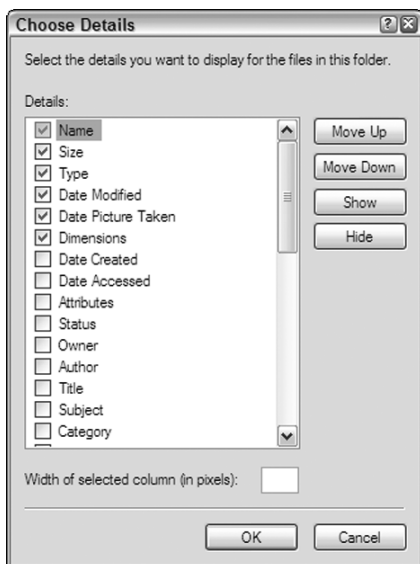 Choose Details
Select the details you want to display for the files in this folder.
Details:
Name
Size
Type
Date Modified
Date Picture Taken
Dimensions
Date Created
Date Accessed
Attributes
Status
Owner
Author
Title
Subject
Category
Move Up
Move Down
Show
Hide
Width of selected column (in pixels):
OK
Cancel